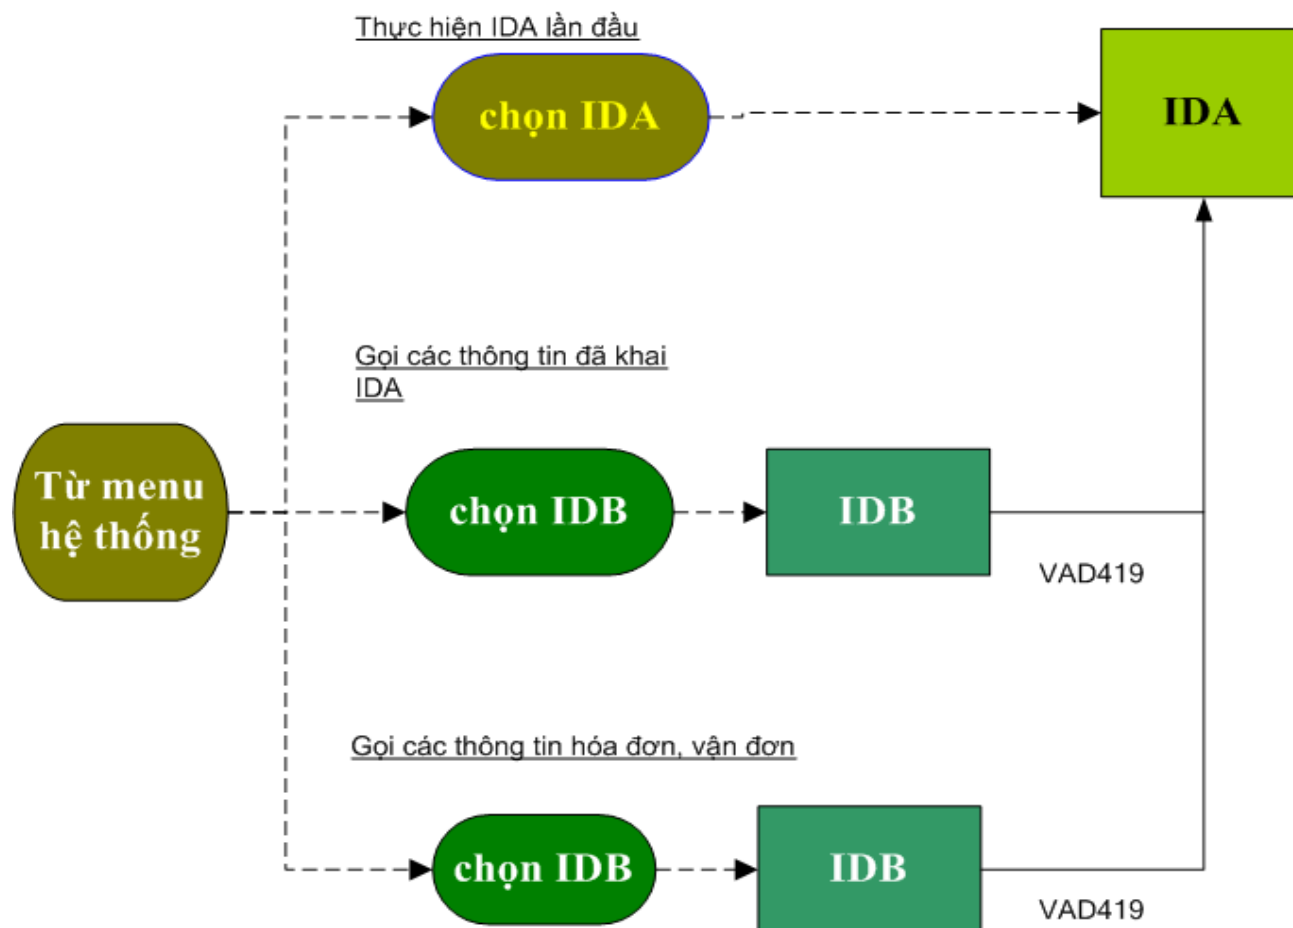 Thực hiện IDA lần đầu
chọn IDA
IDA
Gọi các thông tin đã khai
IDA
Từ menu
hệ thống
chọn IDB
IDB
VAD419
Gọi các thông tin hóa đơn, vận đơn
chọn IDB
IDB
VAD419